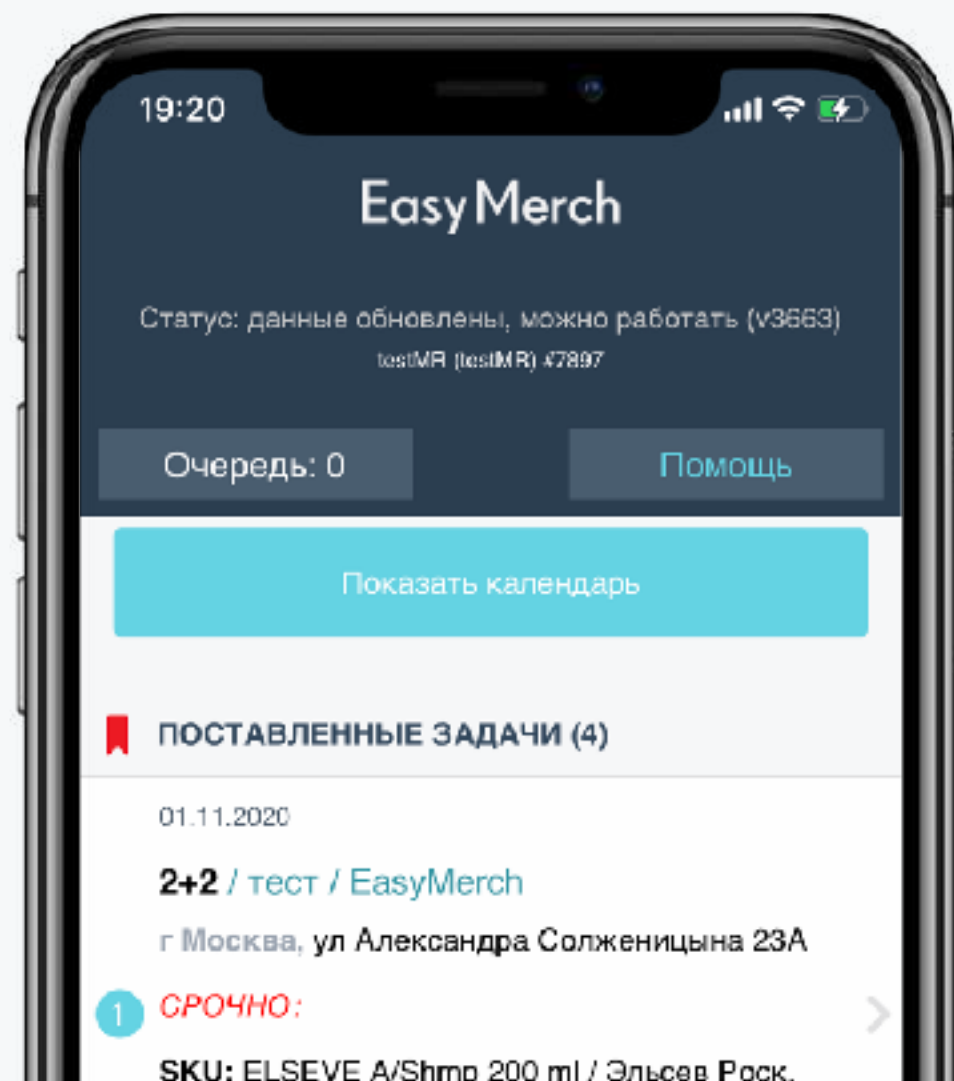 19:20
EasyMerch
Статус: данные обновлены, можно работать (v3663)
testMR (testMR) #7897
Очередь: 0
Помощь
Показать календарь
ПОСТАВЛЕННЫЕ ЗАДАЧИ (4)
01.11.2020
2+2 / тест / EasyMerch
г Москва, ул Александра Солженицына 23А
1
СРОЧНО:
SKU: ELSEVE A/Shmp 200 ml / Эльсев Роск.